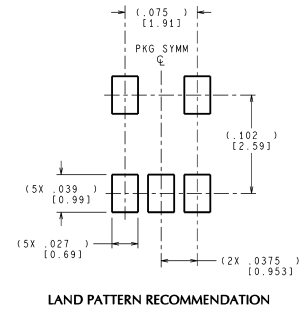 (.075 )
[1.91]
PKG SYMM
℄
(.102 )
[2.59]
(5X .039 )
[0.99]
(5X .027 )
[0.69]
(2X .0375 )
[0.953]
LAND PATTERN RECOMMENDATION